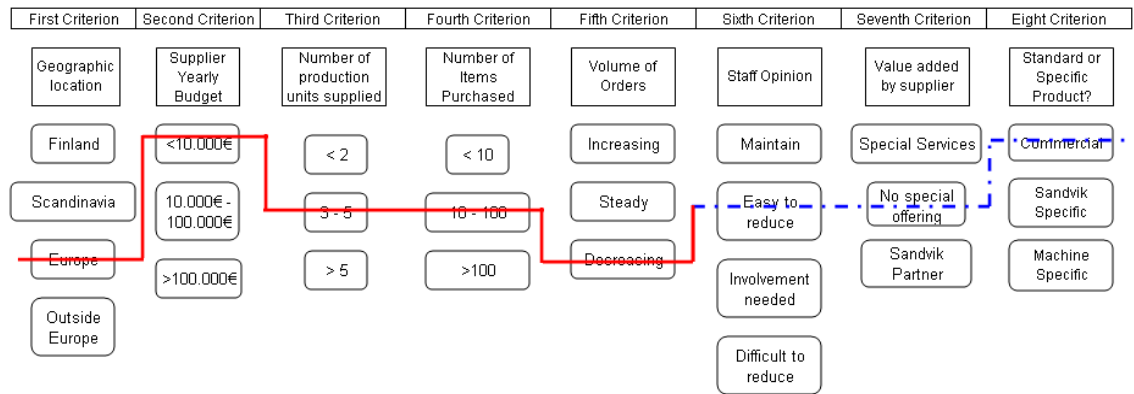 First Criterion Second Criterion Third Criterion Fourth Criterion Fifth Criterion Sixth Criterion Seventh Criterion Eight Criterion
Geographic
location
Supplier
Yearly
Budget
Number of
production
units supplied
Number of
Items
Purchased
Volume of
Orders
Staff Opinion
Value added
by supplier
Standard or
Specific
Product?
Finland
Scandinavia
Europe
Outside
Europe
<10.000€
10.000€ -
100.000€
>100.000€
< 2
3 - 5
> 5
< 10
10 - 100
>100
Increasing
Steady
Decreasing
Maintain
Easy to
reduce
Involvement
needed
Difficult to
reduce
Special Services
No special
offering
Sandvik
Partner
Commercial
Sandvik
Specific
Machine
Specific